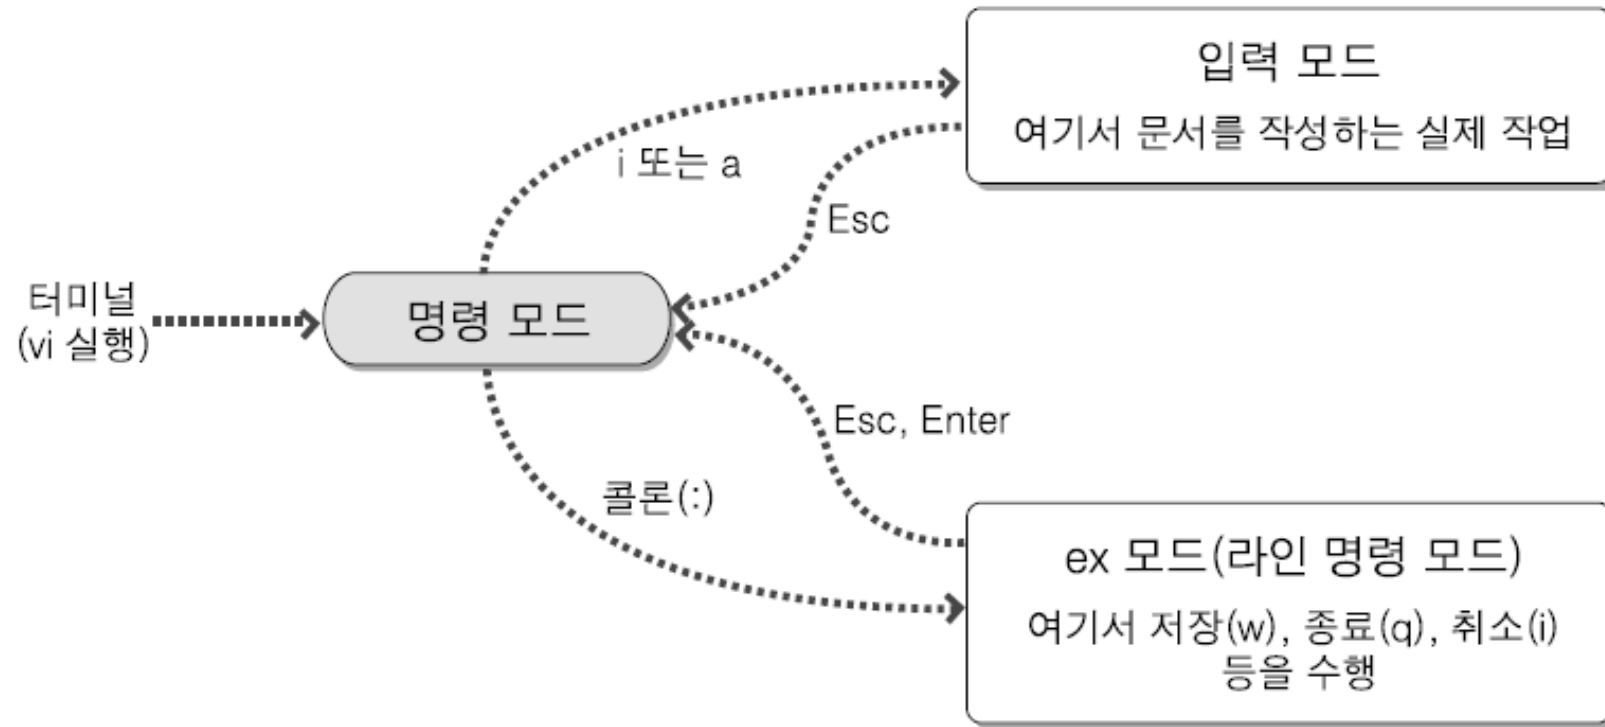 입력 모드
여기서 문서를 작성하는 실제 작업
i 또는 a
Esc
터미널
(vi 실행)
명령 모드
Esc, Enter
콜론(:)
ex 모드(라인 명령 모드)
여기서 저장(w), 종료(q), 취소(i)
등을 수행